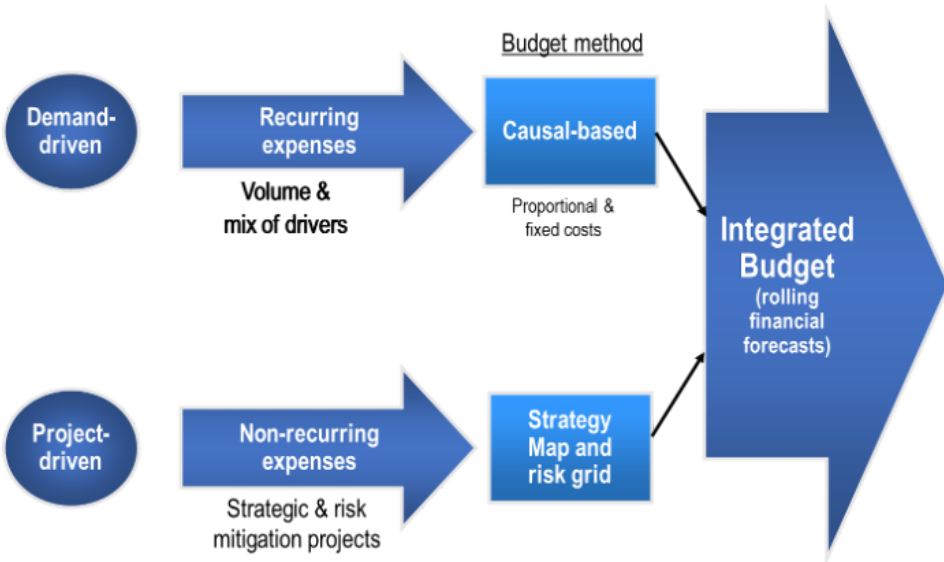 Budget method
Demand-
driven
Recurring
expenses
Volume &
mix of drivers
Causal-based
Proportional &
fixed costs
Integrated
Budget
(rolling
financial
forecasts)
Project-
driven
Non-recurring
expenses
Strategic & risk
mitigation projects
Strategy
Map and
risk grid